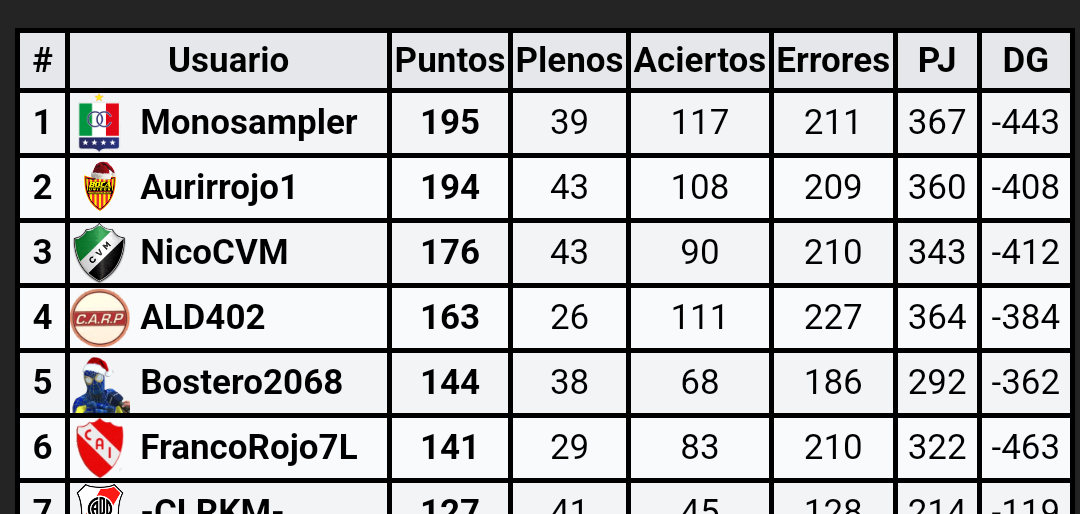 # Usuario Puntos Plenos Aciertos Errores PJ DG
1 Monosampler 195 39 117 211 367 -443
2 Aurirrojo1 194 43 108 209 360 -408
3 CVM NicoCVM 176 43 90 210 343 -412
4 C.A.R.P ALD402 163 26 111 227 364 -384
5 Bostero2068 144 38 68 186 292 -362
6 CAI FrancoRojo7L 141 29 83 210 322 -463
7 -CLPKM- 127 41 45 128 214 -119